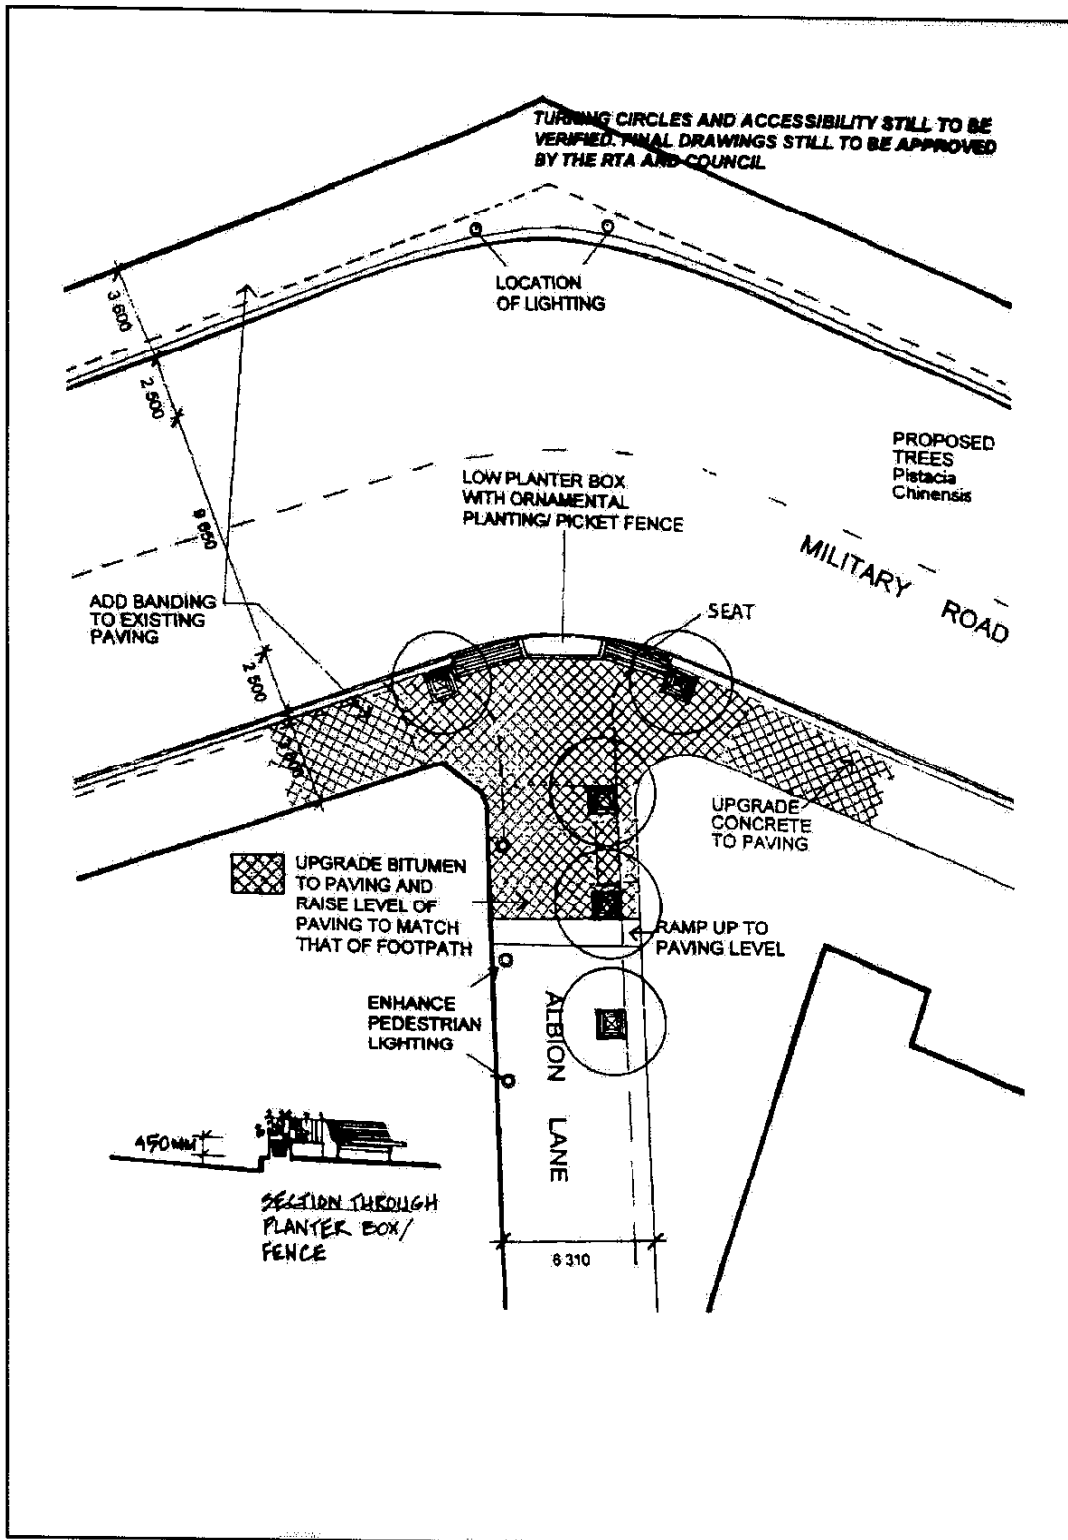 TURNING CIRCLES AND ACCESSIBILITY STILL TO BE
VERIFIED. FINAL DRAWINGS STILL TO BE APPROVED
BY THE RTA AND COUNCIL
LOCATION
OF LIGHTING
3 600
2 500
9 650
2 500
PROPOSED
TREES
Pistacia
Chinensis
LOW PLANTER BOX
WITH ORNAMENTAL
PLANTING/ PICKET FENCE
MILITARY ROAD
ADD BANDING
TO EXISTING
PAVING
SEAT
UPGRADE
CONCRETE
TO PAVING
UPGRADE BITUMEN
TO PAVING AND
RAISE LEVEL OF
PAVING TO MATCH
THAT OF FOOTPATH
RAMP UP TO
PAVING LEVEL
ENHANCE
PEDESTRIAN
LIGHTING
ALBION LANE
450MM
SECTION THROUGH
PLANTER BOX/
FENCE
6 310